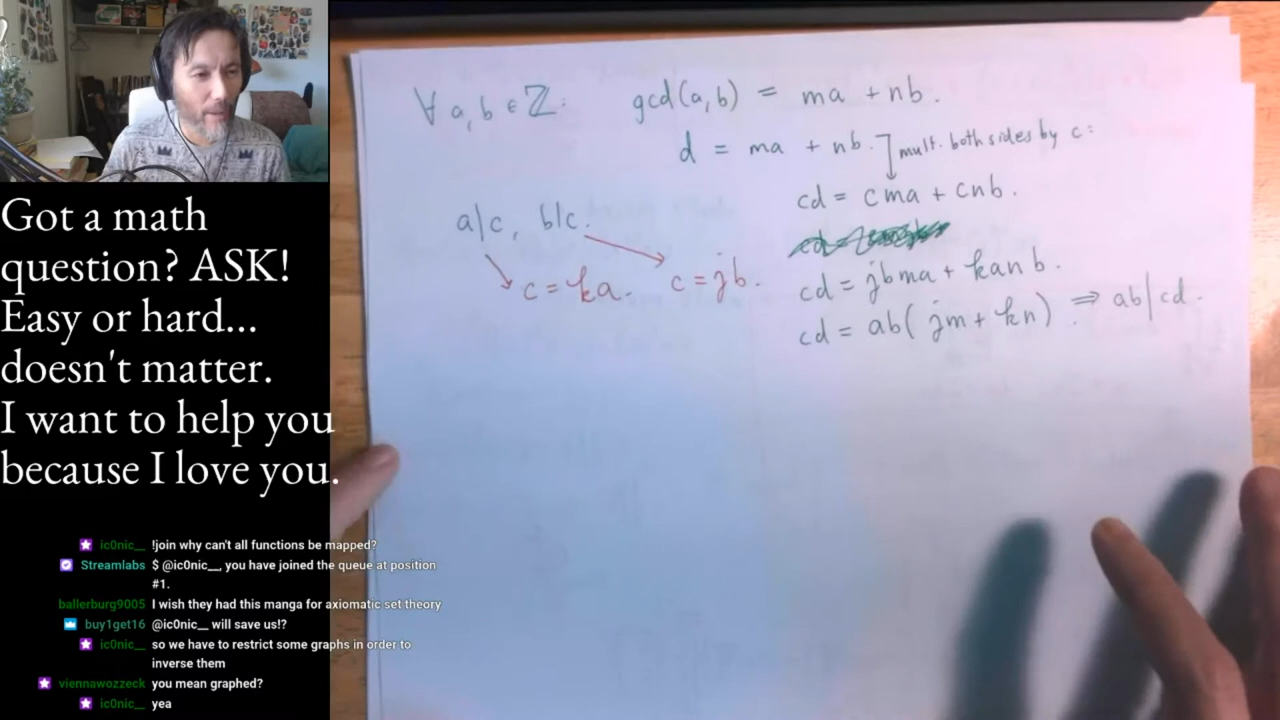 Got a math
question? ASK!
Easy or hard...
doesn't matter.
I want to help you
because I love you.
ic0nic__ !join why can't all functions be mapped?
Streamlabs $ @ic0nic__, you have joined the queue at position
#1.
ballerburg9005 I wish they had this manga for axiomatic set theory
buy1get16 @ic0nic__ will save us!?
ic0nic__ so we have to restrict some graphs in order to
inverse them
viennawozzeck you mean graphed?
ic0nic__ yea
∀ a, b ∈ ℤ: gcd(a, b) = ma + nb.
d = ma + nb. mult. both sides by c:
cd = cma + cnb.
a|c, b|c.
c = ka. c = jb.
cd = jbma + kanb.
cd = ab(jm + kn) ⇒ ab|cd.